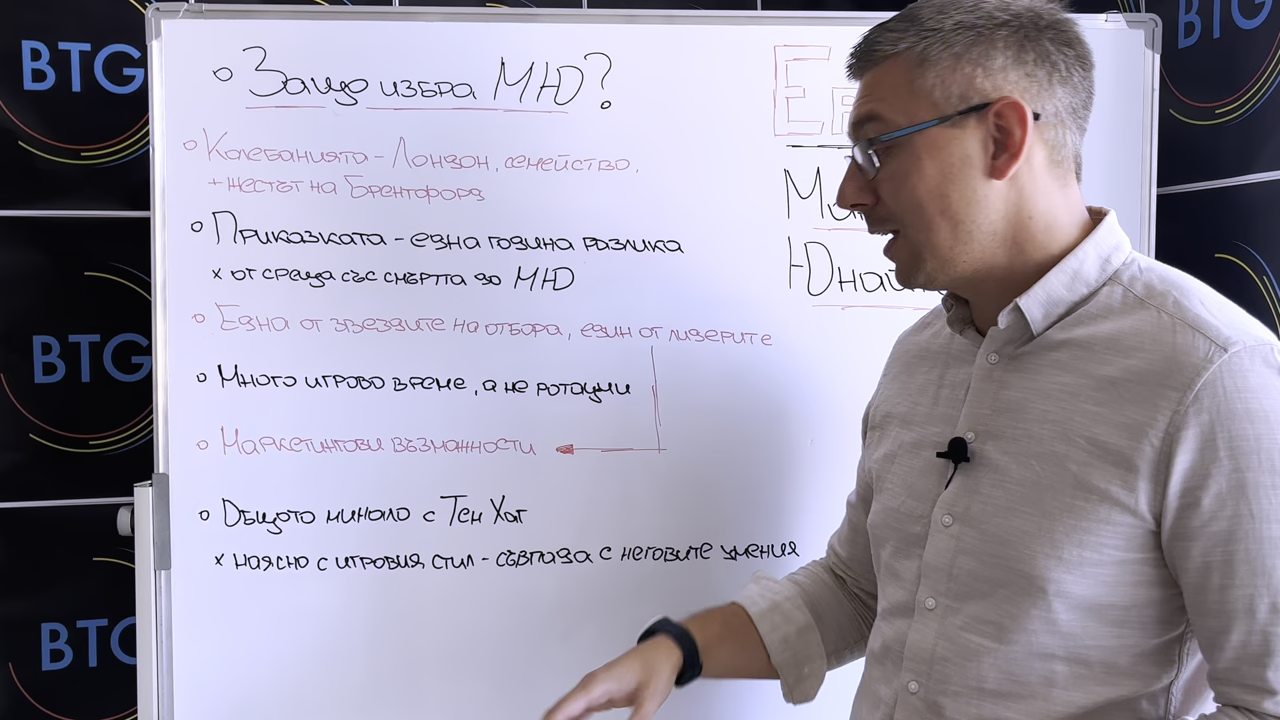 BTG
BTG
BTG
BTG
Защо избра МЮ?
Колебанията - Лондон, семейство,
+ жестът на Брентфорд
Приказката - една година разлика
x от среща със смъртта до МЮ
Една от звездите на отбора, един от лидерите
Много игрово време, а не ротации
Маркетингови възможности
Общото минало с Тен Хаг
x наясно с игровия стил - съвпада с неговите умения